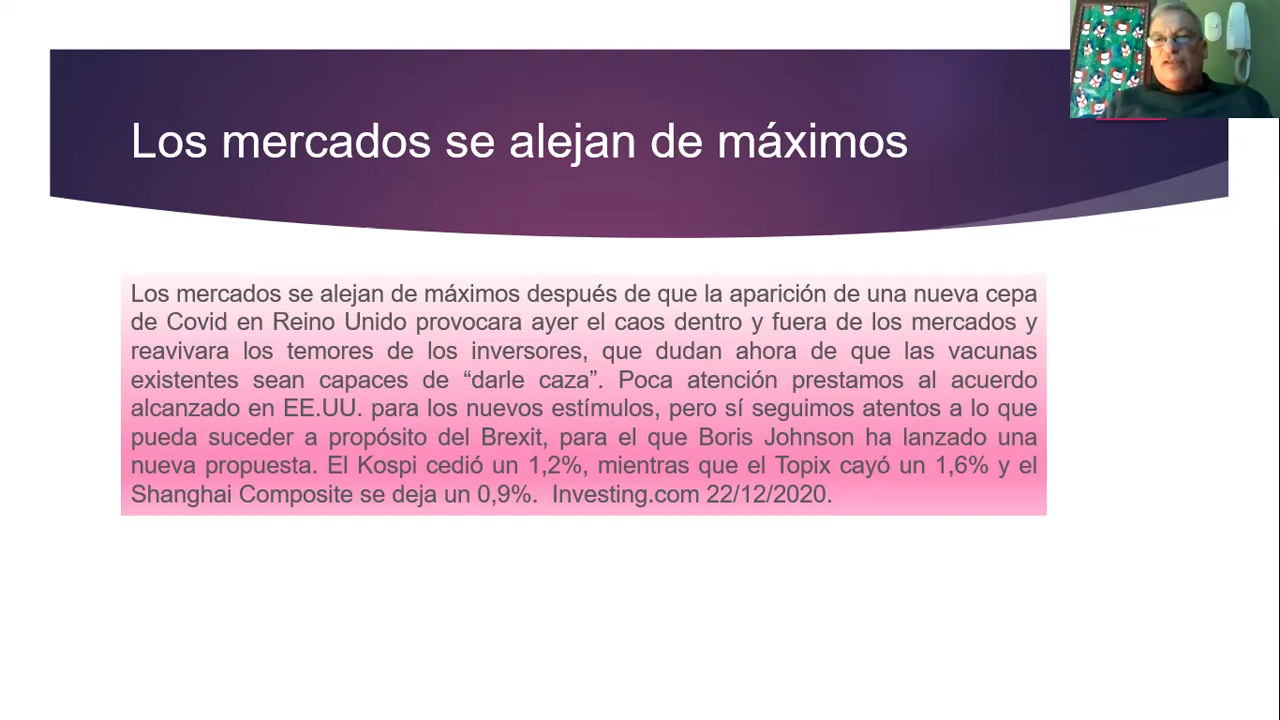 Los mercados se alejan de máximos
Los mercados se alejan de máximos después de que la aparición de una nueva cepa
de Covid en Reino Unido provocara ayer el caos dentro y fuera de los mercados y
reavivara los temores de los inversores, que dudan ahora de que las vacunas
existentes sean capaces de “darle caza”. Poca atención prestamos al acuerdo
alcanzado en EE.UU. para los nuevos estímulos, pero sí seguimos atentos a lo que
pueda suceder a propósito del Brexit, para el que Boris Johnson ha lanzado una
nueva propuesta. El Kospi cedió un 1,2%, mientras que el Topix cayó un 1,6% y el
Shanghai Composite se deja un 0,9%.  Investing.com 22/12/2020.